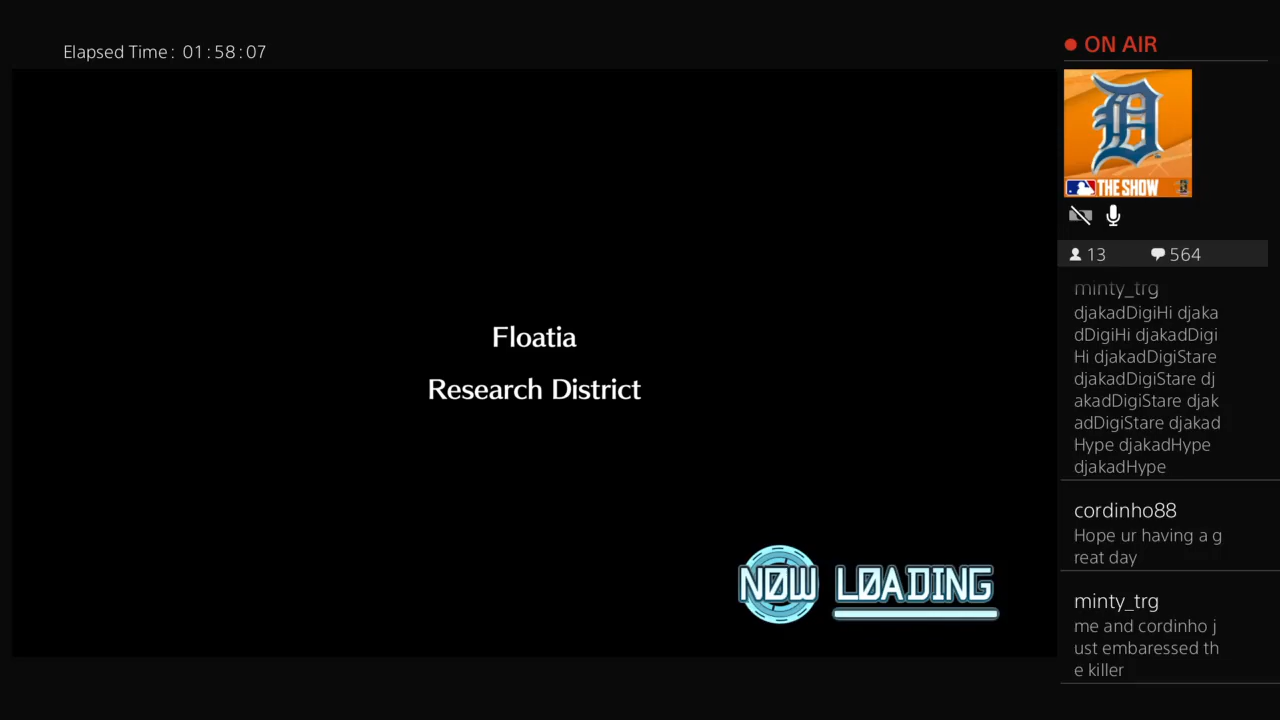 Elapsed Time: 01:58:07
ON AIR
D
THE SHOW
13 564
Floatia
Research District
NOW LOADING
minty_trg
djakadDigiHi djaka
dDigiHi djakadDigi
Hi djakadDigiStare
djakadDigiStare dj
akadDigiStare djak
adDigiStare djakad
Hype djakadHype
djakadHype
cordinho88
Hope ur having a g
reat day
minty_trg
me and cordinho j
ust embaressed th
e killer